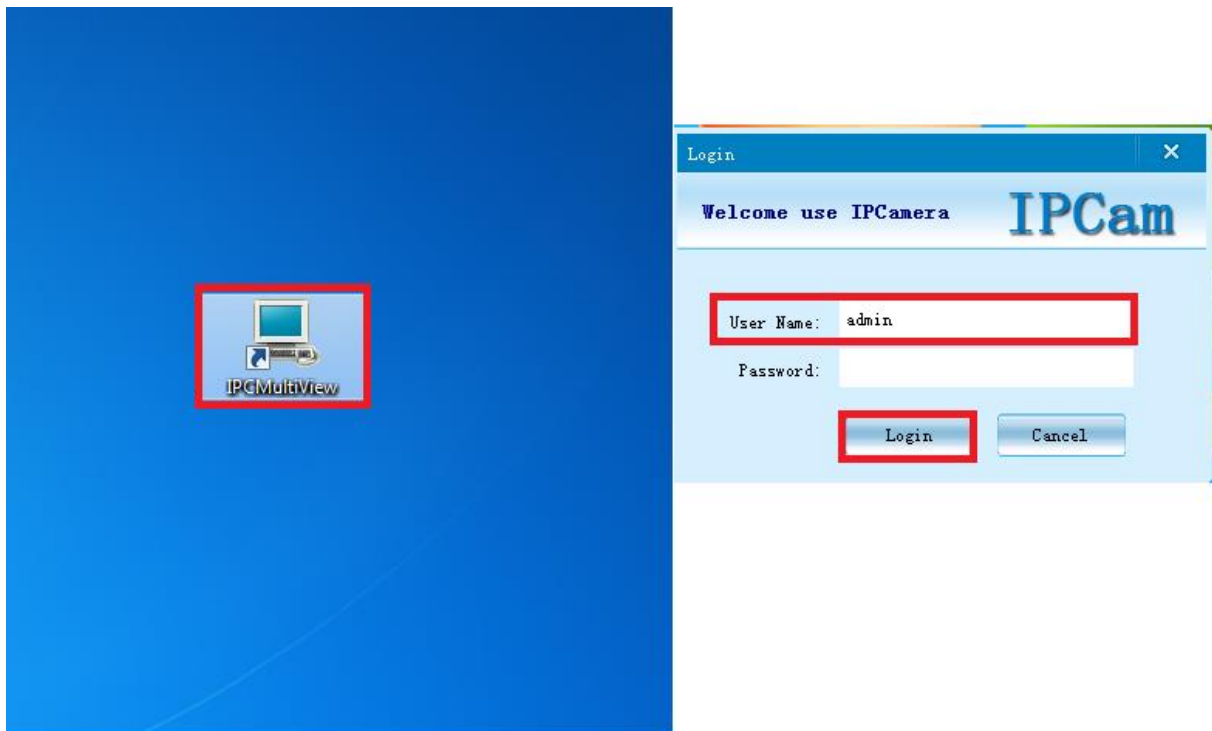 IPCMultiView
Login
Welcome use IPCamera
IPCam
User Name: admin
Password:
Login
Cancel